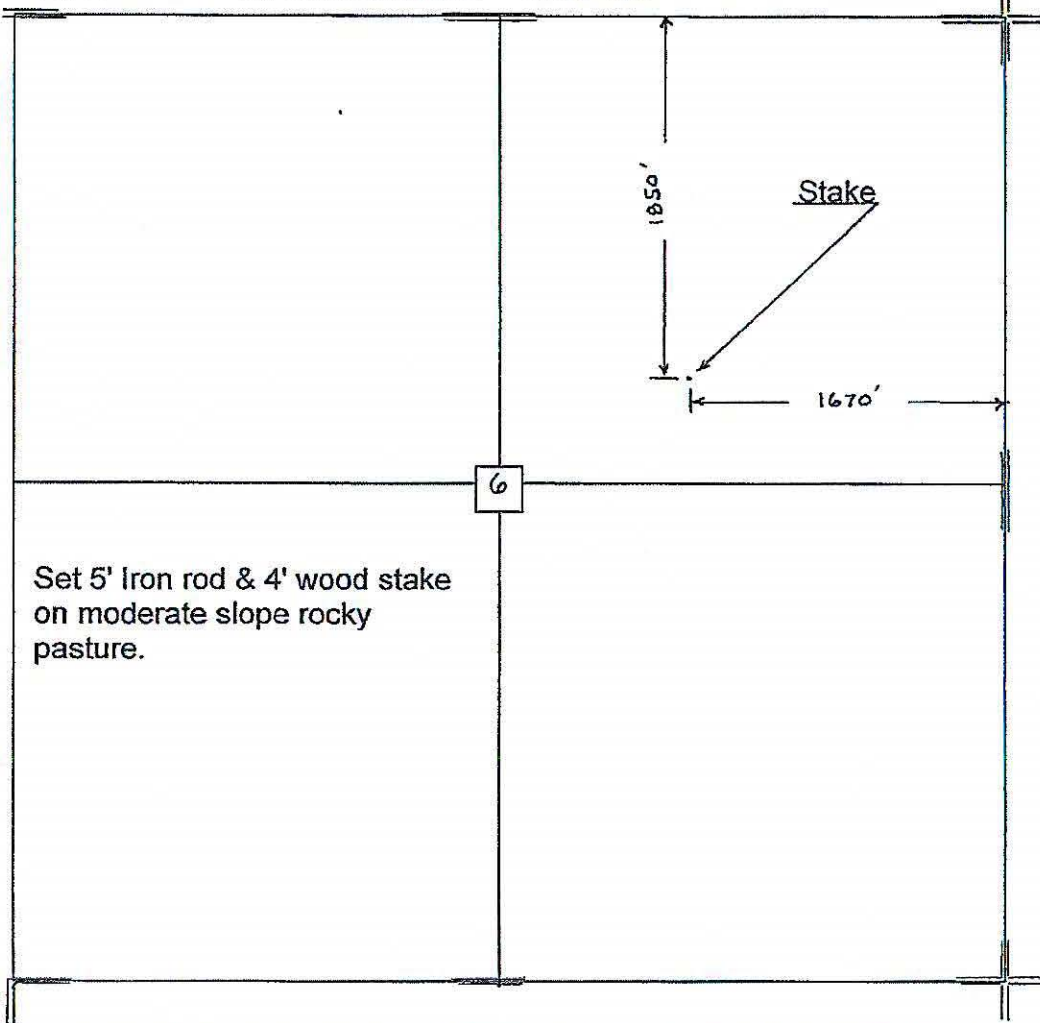 1850'
Stake
1670'
6
Set 5' Iron rod & 4' wood stake
on moderate slope rocky
pasture.